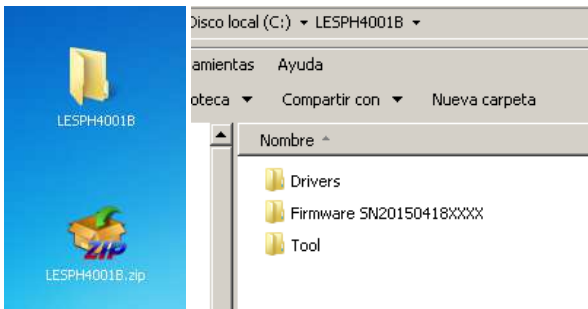 LESPH4001B
ZIP
LESPH4001B.zip
Disco local (C:) LESPH4001B
amientas Ayuda
oteca Compartir con Nueva carpeta
Nombre
Drivers
Firmware SN20150418XXXX
Tool